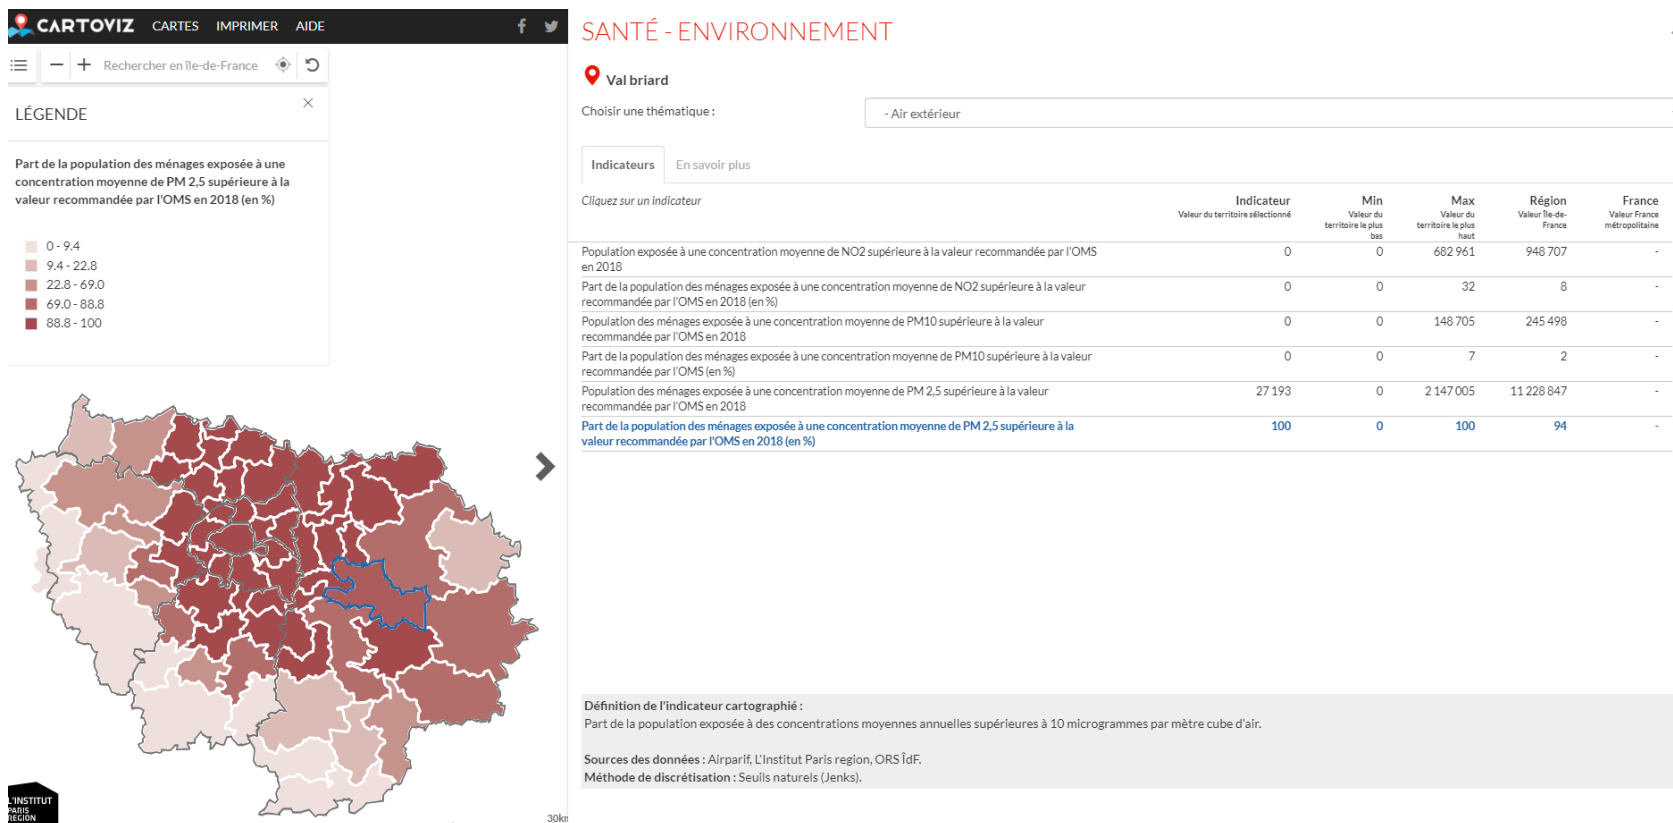 CARTOVIZ CARTES IMPRIMER AIDE
Rechercher en île-de-France
LÉGENDE
Part de la population des ménages exposée à une
concentration moyenne de PM 2,5 supérieure à la
valeur recommandée par l'OMS en 2018 (en %)
0 - 9.4
9.4 - 22.8
22.8 - 69.0
69.0 - 88.8
88.8 - 100
L'INSTITUT
PARIS
REGION
30km
SANTÉ - ENVIRONNEMENT
Val briard
Choisir une thématique : - Air extérieur
Indicateurs En savoir plus
Cliquez sur un indicateur Indicateur Min Max Région France
Valeur du territoire sélectionné Valeur du Valeur du Valeur Île-de- Valeur France
territoire le plus territoire le plus France métropolitaine
bas haut
Population exposée à une concentration moyenne de NO2 supérieure à la valeur recommandée par l'OMS 0 0 682 961 948 707 -
en 2018
Part de la population des ménages exposée à une concentration moyenne de NO2 supérieure à la valeur 0 0 32 8 -
recommandée par l'OMS en 2018 (en %)
Population des ménages exposée à une concentration moyenne de PM10 supérieure à la valeur 0 0 148 705 245 498 -
recommandée par l'OMS en 2018
Part de la population des ménages exposée à une concentration moyenne de PM10 supérieure à la valeur 0 0 7 2 -
recommandée par l'OMS (en %)
Population des ménages exposée à une concentration moyenne de PM 2,5 supérieure à la valeur 27 193 0 2 147 005 11 228 847 -
recommandée par l'OMS en 2018
Part de la population des ménages exposée à une concentration moyenne de PM 2,5 supérieure à la 100 0 100 94 -
valeur recommandée par l'OMS en 2018 (en %)
Définition de l'indicateur cartographié :
Part de la population exposée à des concentrations moyennes annuelles supérieures à 10 microgrammes par mètre cube d'air.
Sources des données : Airparif, L'Institut Paris region, ORS ÎdF.
Méthode de discrétisation : Seuils naturels (Jenks).